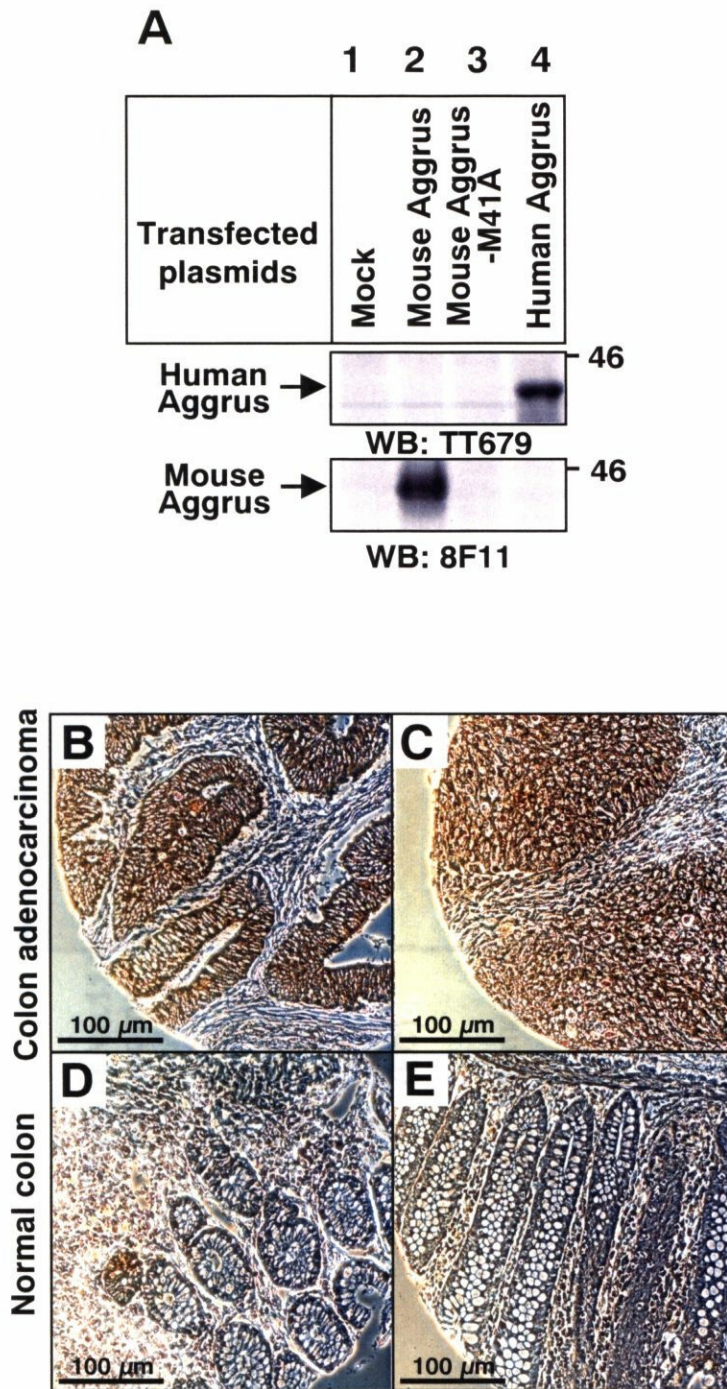 A
1 2 3 4
Transfected
plasmids
Mock
Mouse Aggrus
Mouse Aggrus
-M41A
Human Aggrus
Human
Aggrus
46
WB: TT679
Mouse
Aggrus
46
WB: 8F11
Colon adenocarcinoma
B
100 µm
C
100 µm
Normal colon
D
100 µm
E
100 µm